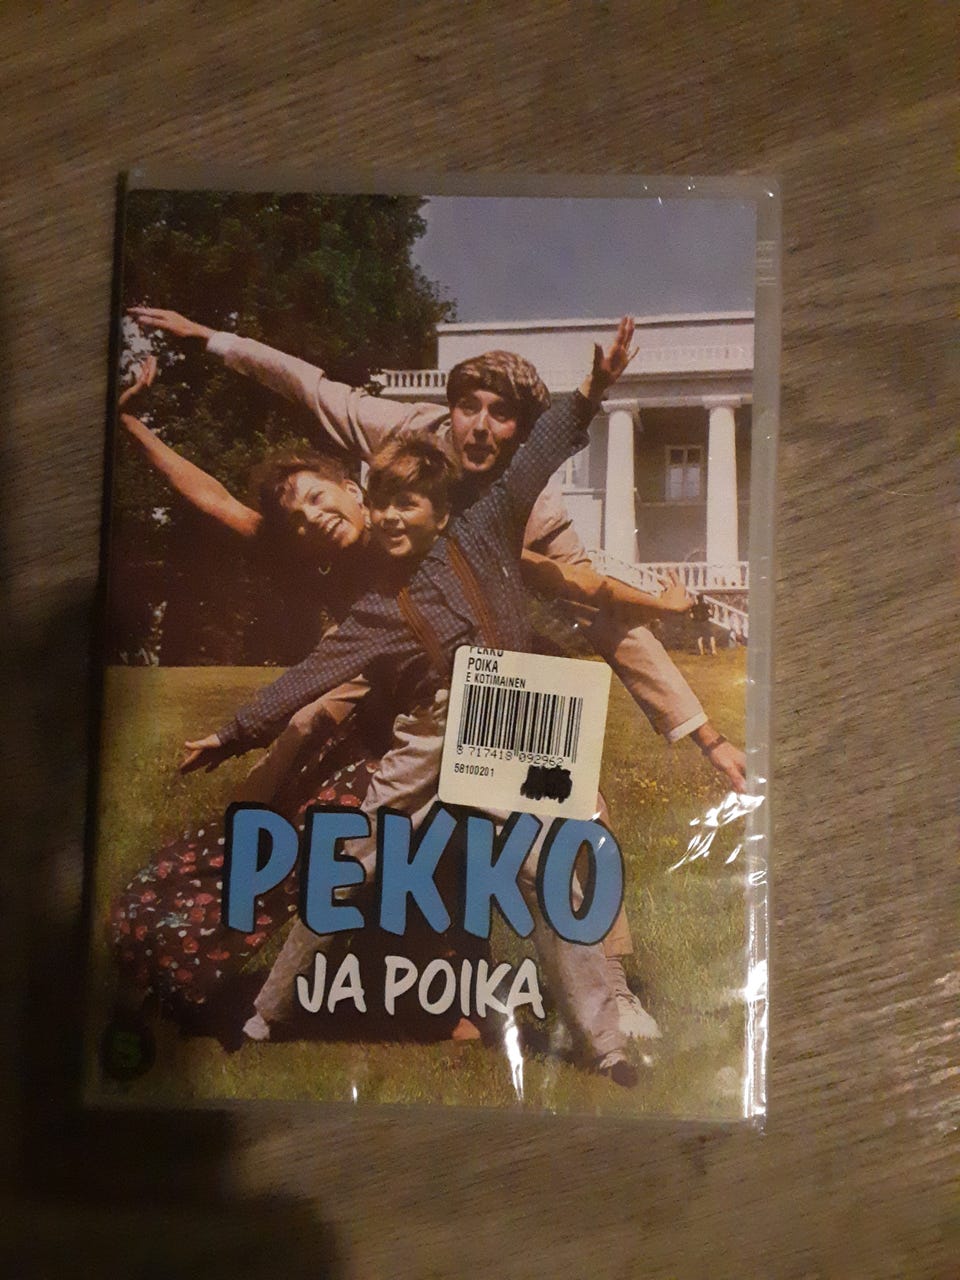 PEKKO
POIKA
E KOTIMAINEN
8 717418 092962
58100201
PEKKO
JA POIKA
S